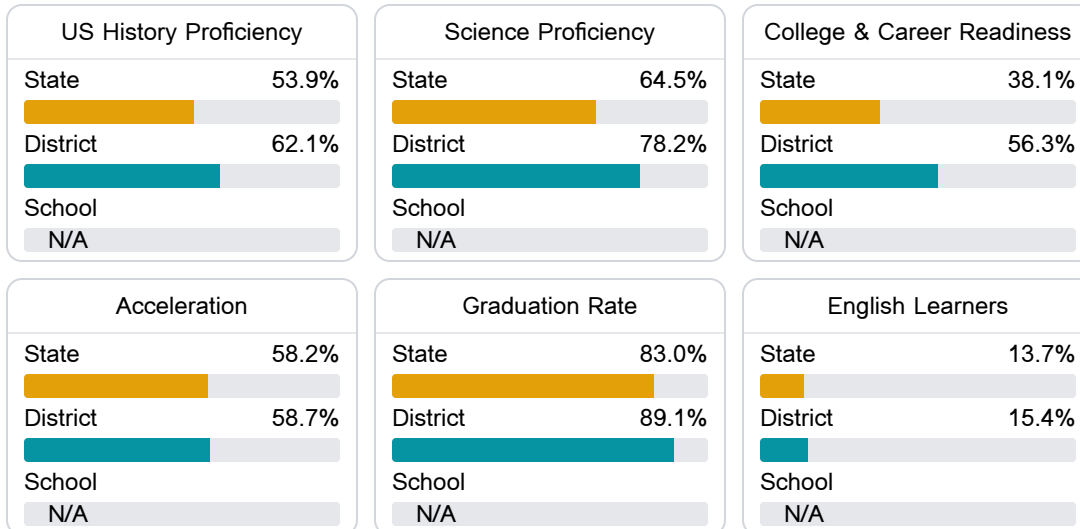 US History Proficiency
State 53.9%
District 62.1%
School
N/A
Science Proficiency
State 64.5%
District 78.2%
School
N/A
College & Career Readiness
State 38.1%
District 56.3%
School
N/A
Acceleration
State 58.2%
District 58.7%
School
N/A
Graduation Rate
State 83.0%
District 89.1%
School
N/A
English Learners
State 13.7%
District 15.4%
School
N/A